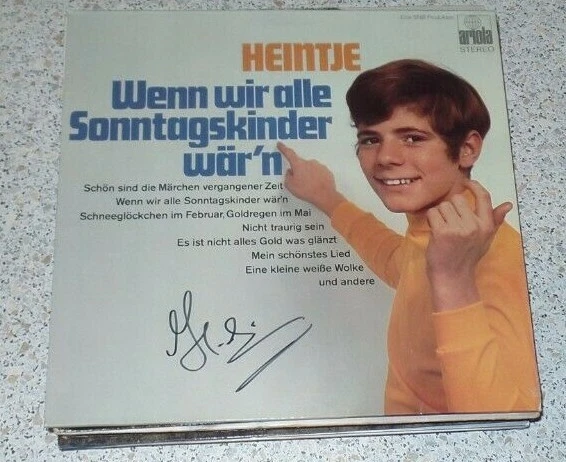 ariola
STEREO
HEINTJE
Wenn wir alle
Sonntagskinder
wär'n
Schön sind die Märchen vergangener Zeit
Wenn wir alle Sonntagskinder wär'n
Schneeglöckchen im Februar, Goldregen im Mai
Nicht traurig sein
Es ist nicht alles Gold was glänzt
Mein schönstes Lied
Eine kleine weiße Wolke
und andere